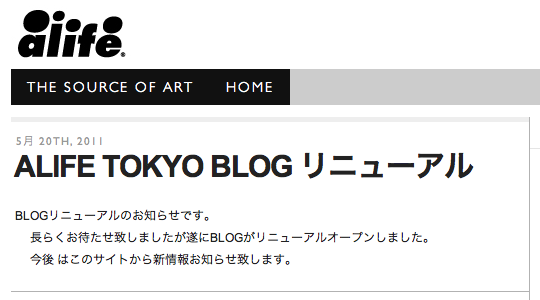 alife®
THE SOURCE OF ART HOME
5月 20TH, 2011
ALIFE TOKYO BLOG リニューアル
BLOGリニューアルのお知らせです。
長らくお待たせ致しましたが遂にBLOGがリニューアルオープンしました。
今後 はこのサイトから新情報お知らせ致します。